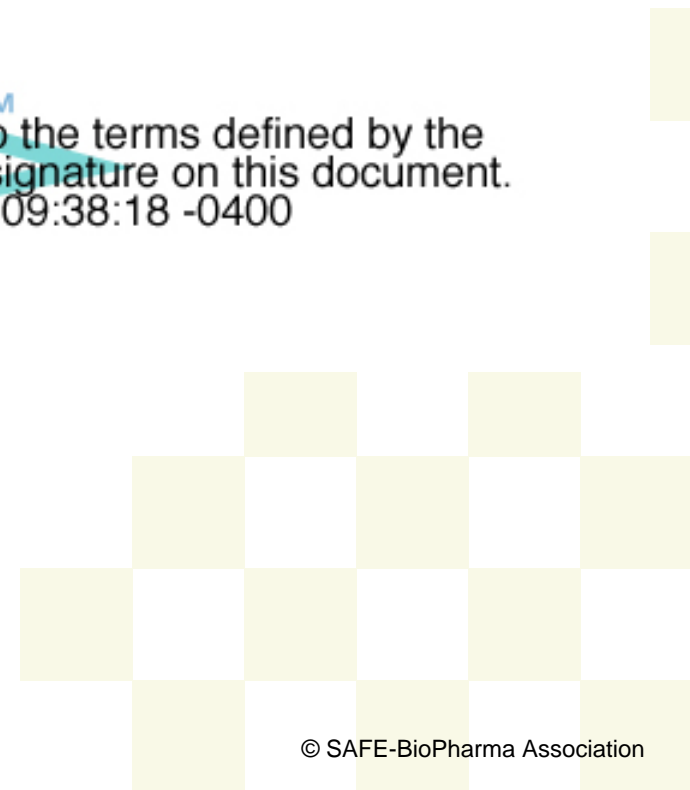 the terms defined by the
signature on this document.
09:38:18 -0400
© SAFE-BioPharma Association